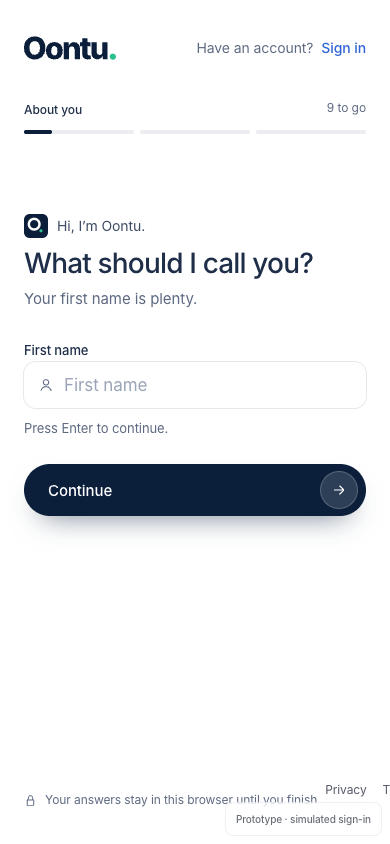 Oontu.
Have an account? Sign in
About you
9 to go
Hi, I’m Oontu.
What should I call you?
Your first name is plenty.
First name
First name
Press Enter to continue.
Continue
Your answers stay in this browser until you finish
Privacy T
Prototype · simulated sign-in